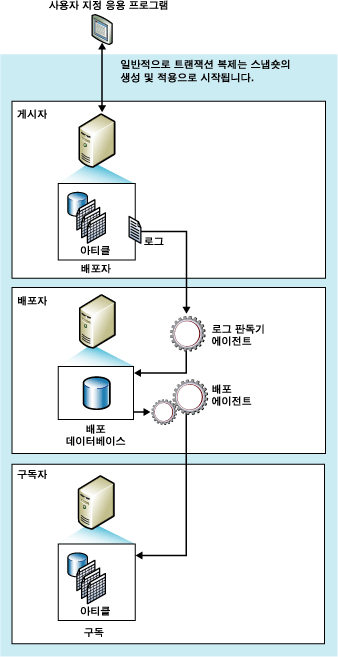 사용자 지정 응용 프로그램
일반적으로 트랜잭션 복제는 스냅숏의
생성 및 적용으로 시작됩니다.
게시자
아티클
로그
배포자
배포자
로그 판독기
에이전트
배포
에이전트
배포
데이터베이스
구독자
아티클
구독